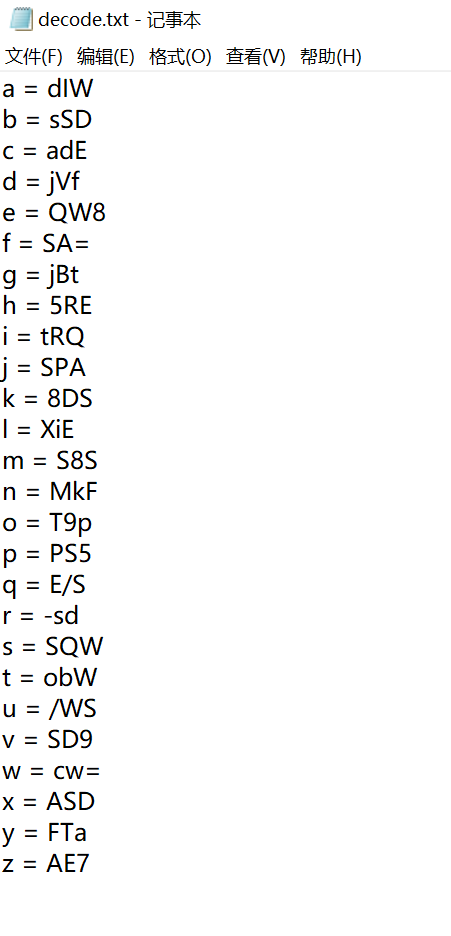 decode.txt - 记事本
文件(F) 编辑(E) 格式(O) 查看(V) 帮助(H)
a = dIW
b = sSD
c = adE
d = jVf
e = QW8
f = SA=
g = jBt
h = 5RE
i = tRQ
j = SPA
k = 8DS
l = XiE
m = S8S
n = MkF
o = T9p
p = PS5
q = E/S
r = -sd
s = SQW
t = obW
u = /WS
v = SD9
w = cw=
x = ASD
y = FTa
z = AE7